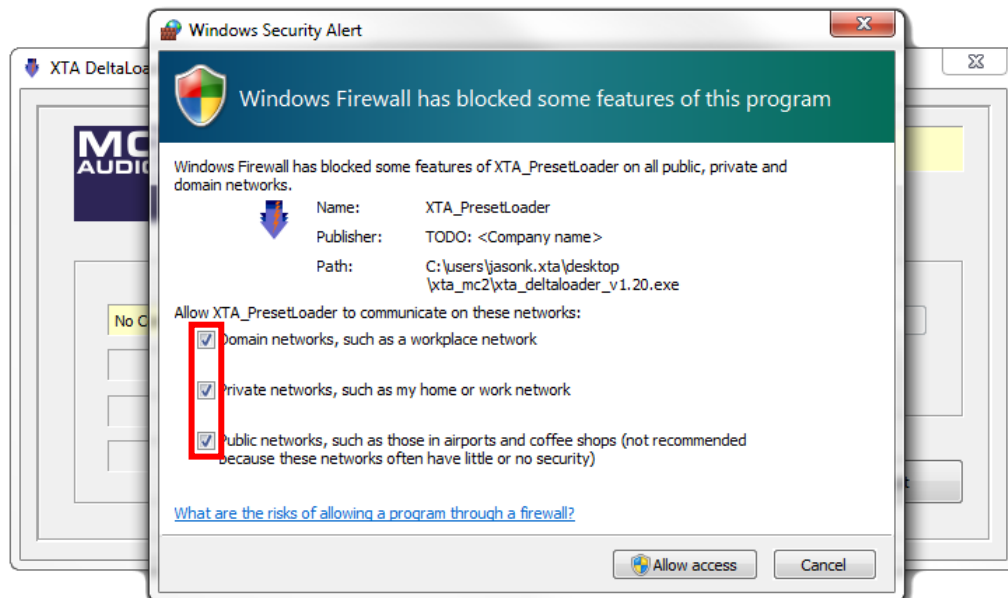 Windows Security Alert
XTA DeltaLoa
Windows Firewall has blocked some features of this program
MC
AUDIO
Windows Firewall has blocked some features of XTA_PresetLoader on all public, private and
domain networks.
Name: XTA_PresetLoader
Publisher: TODO: <Company name>
Path: C:\users\jasonk.xta\desktop
\xta_mc2\xta_deltaloader_v1.20.exe
Allow XTA_PresetLoader to communicate on these networks:
No C
Domain networks, such as a workplace network
Private networks, such as my home or work network
Public networks, such as those in airports and coffee shops (not recommended
because these networks often have little or no security)
What are the risks of allowing a program through a firewall?
Allow access
Cancel